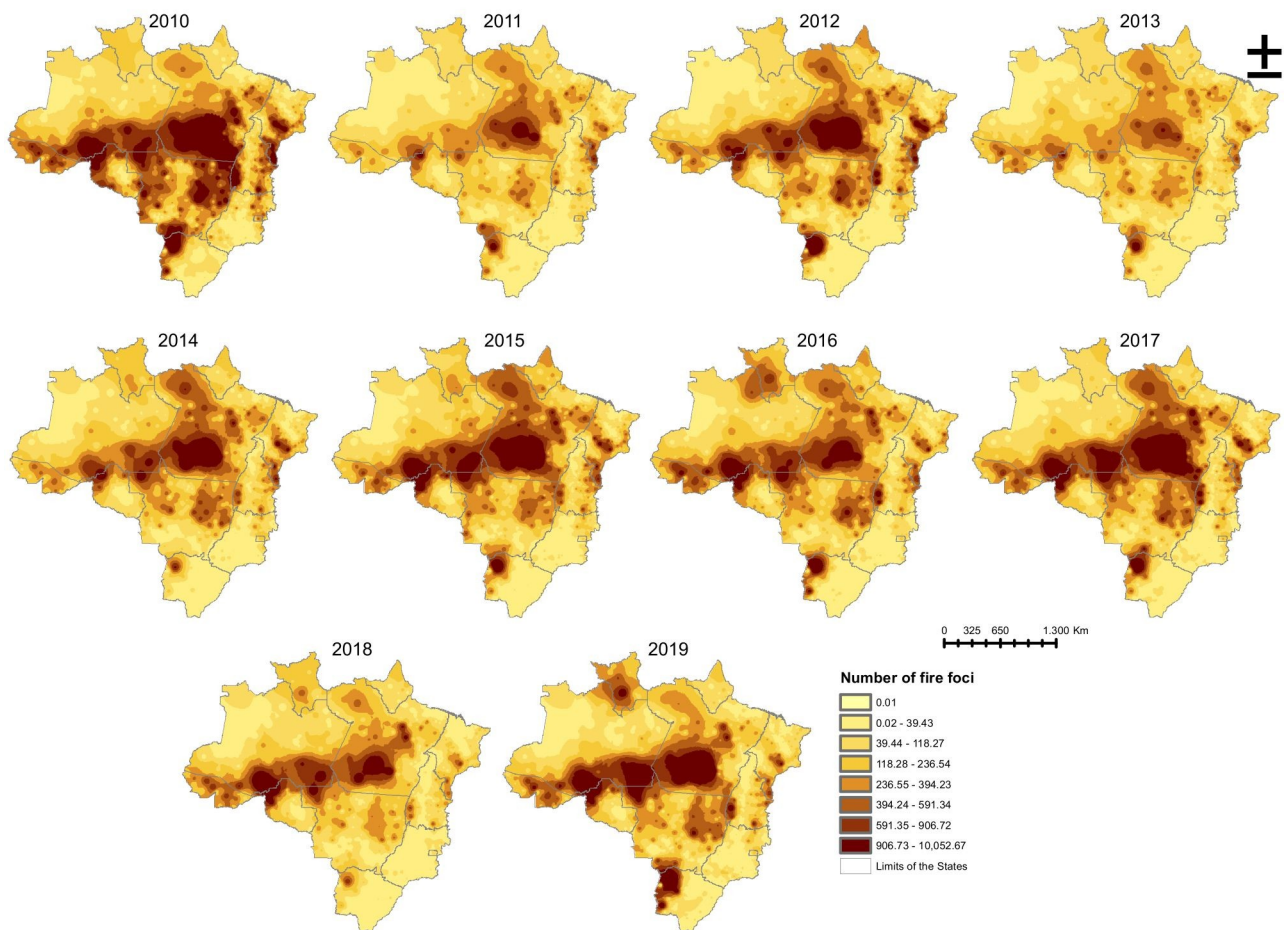 2010
2011
2012
2013
2014
2015
2016
2017
2018
2019
0 325 650 1.300 Km
Number of fire foci
0.01
0.02 - 39.43
39.44 - 118.27
118.28 - 236.54
236.55 - 394.23
394.24 - 591.34
591.35 - 906.72
906.73 - 10,052.67
Limits of the States